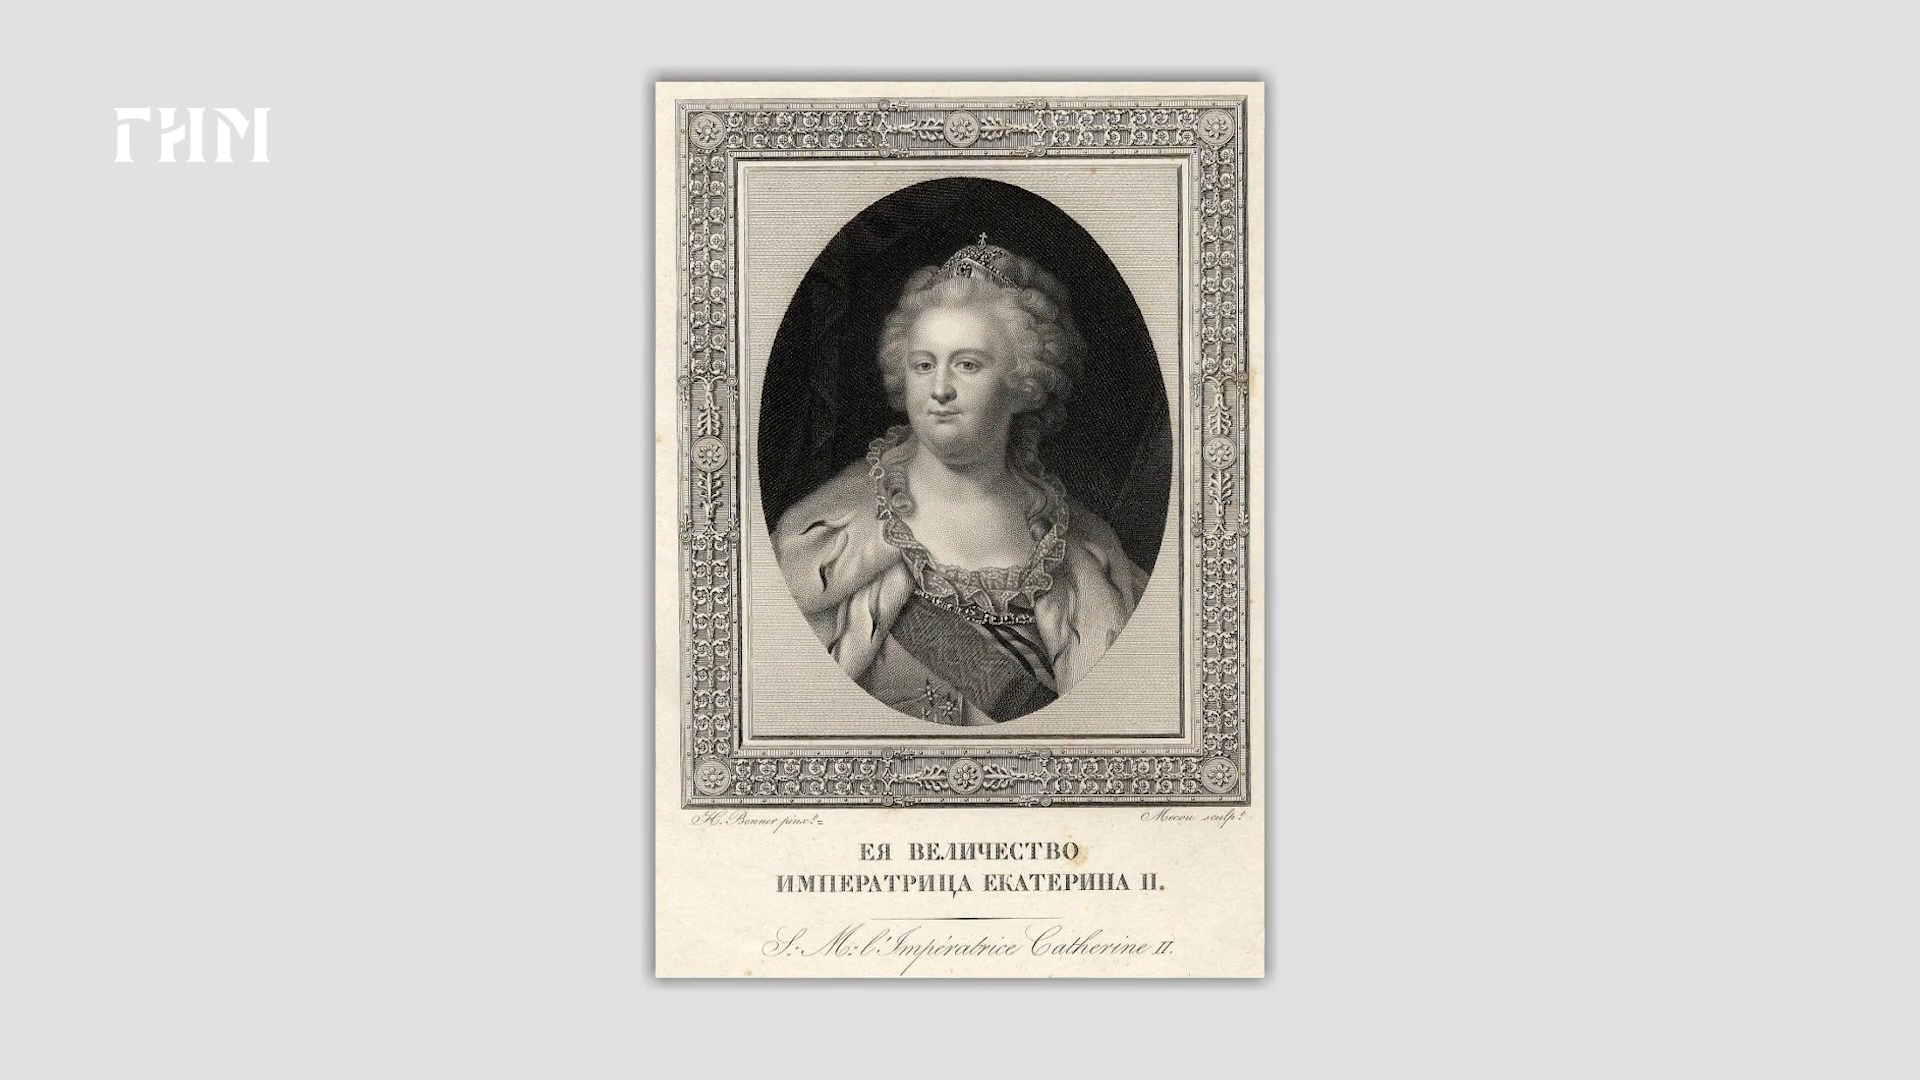 ГИМ
H. Benner pinx.t
Mecou sculp.t
ЕЯ ВЕЛИЧЕСТВО
ИМПЕРАТРИЦА ЕКАТЕРИНА II.
S: M: l'Impératrice Catherine II.